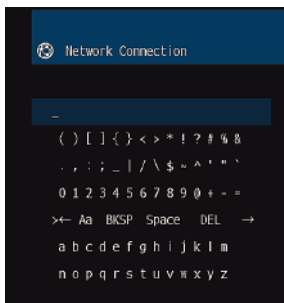 Network Connection
_
( ) [ ] { } < > * ! ? # % &
. , : ; _ | / \ $ ~ ^ ' " `
0 1 2 3 4 5 6 7 8 9 @ + - =
>← Aa BKSP Space DEL →
a b c d e f g h i j k l m
n o p q r s t u v w x y z